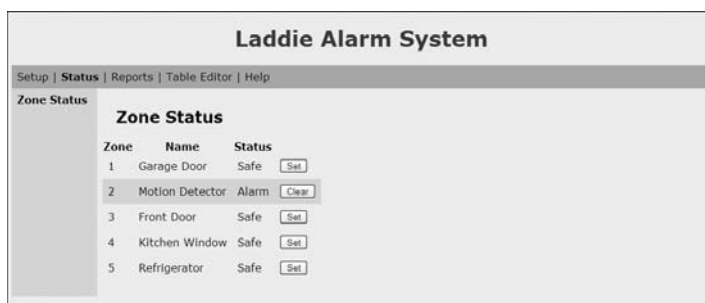 Laddie Alarm System
Setup | Status | Reports | Table Editor | Help
Zone Status
Zone Status
Zone Name Status
1 Garage Door Safe Set
2 Motion Detector Alarm Clear
3 Front Door Safe Set
4 Kitchen Window Safe Set
5 Refrigerator Safe Set